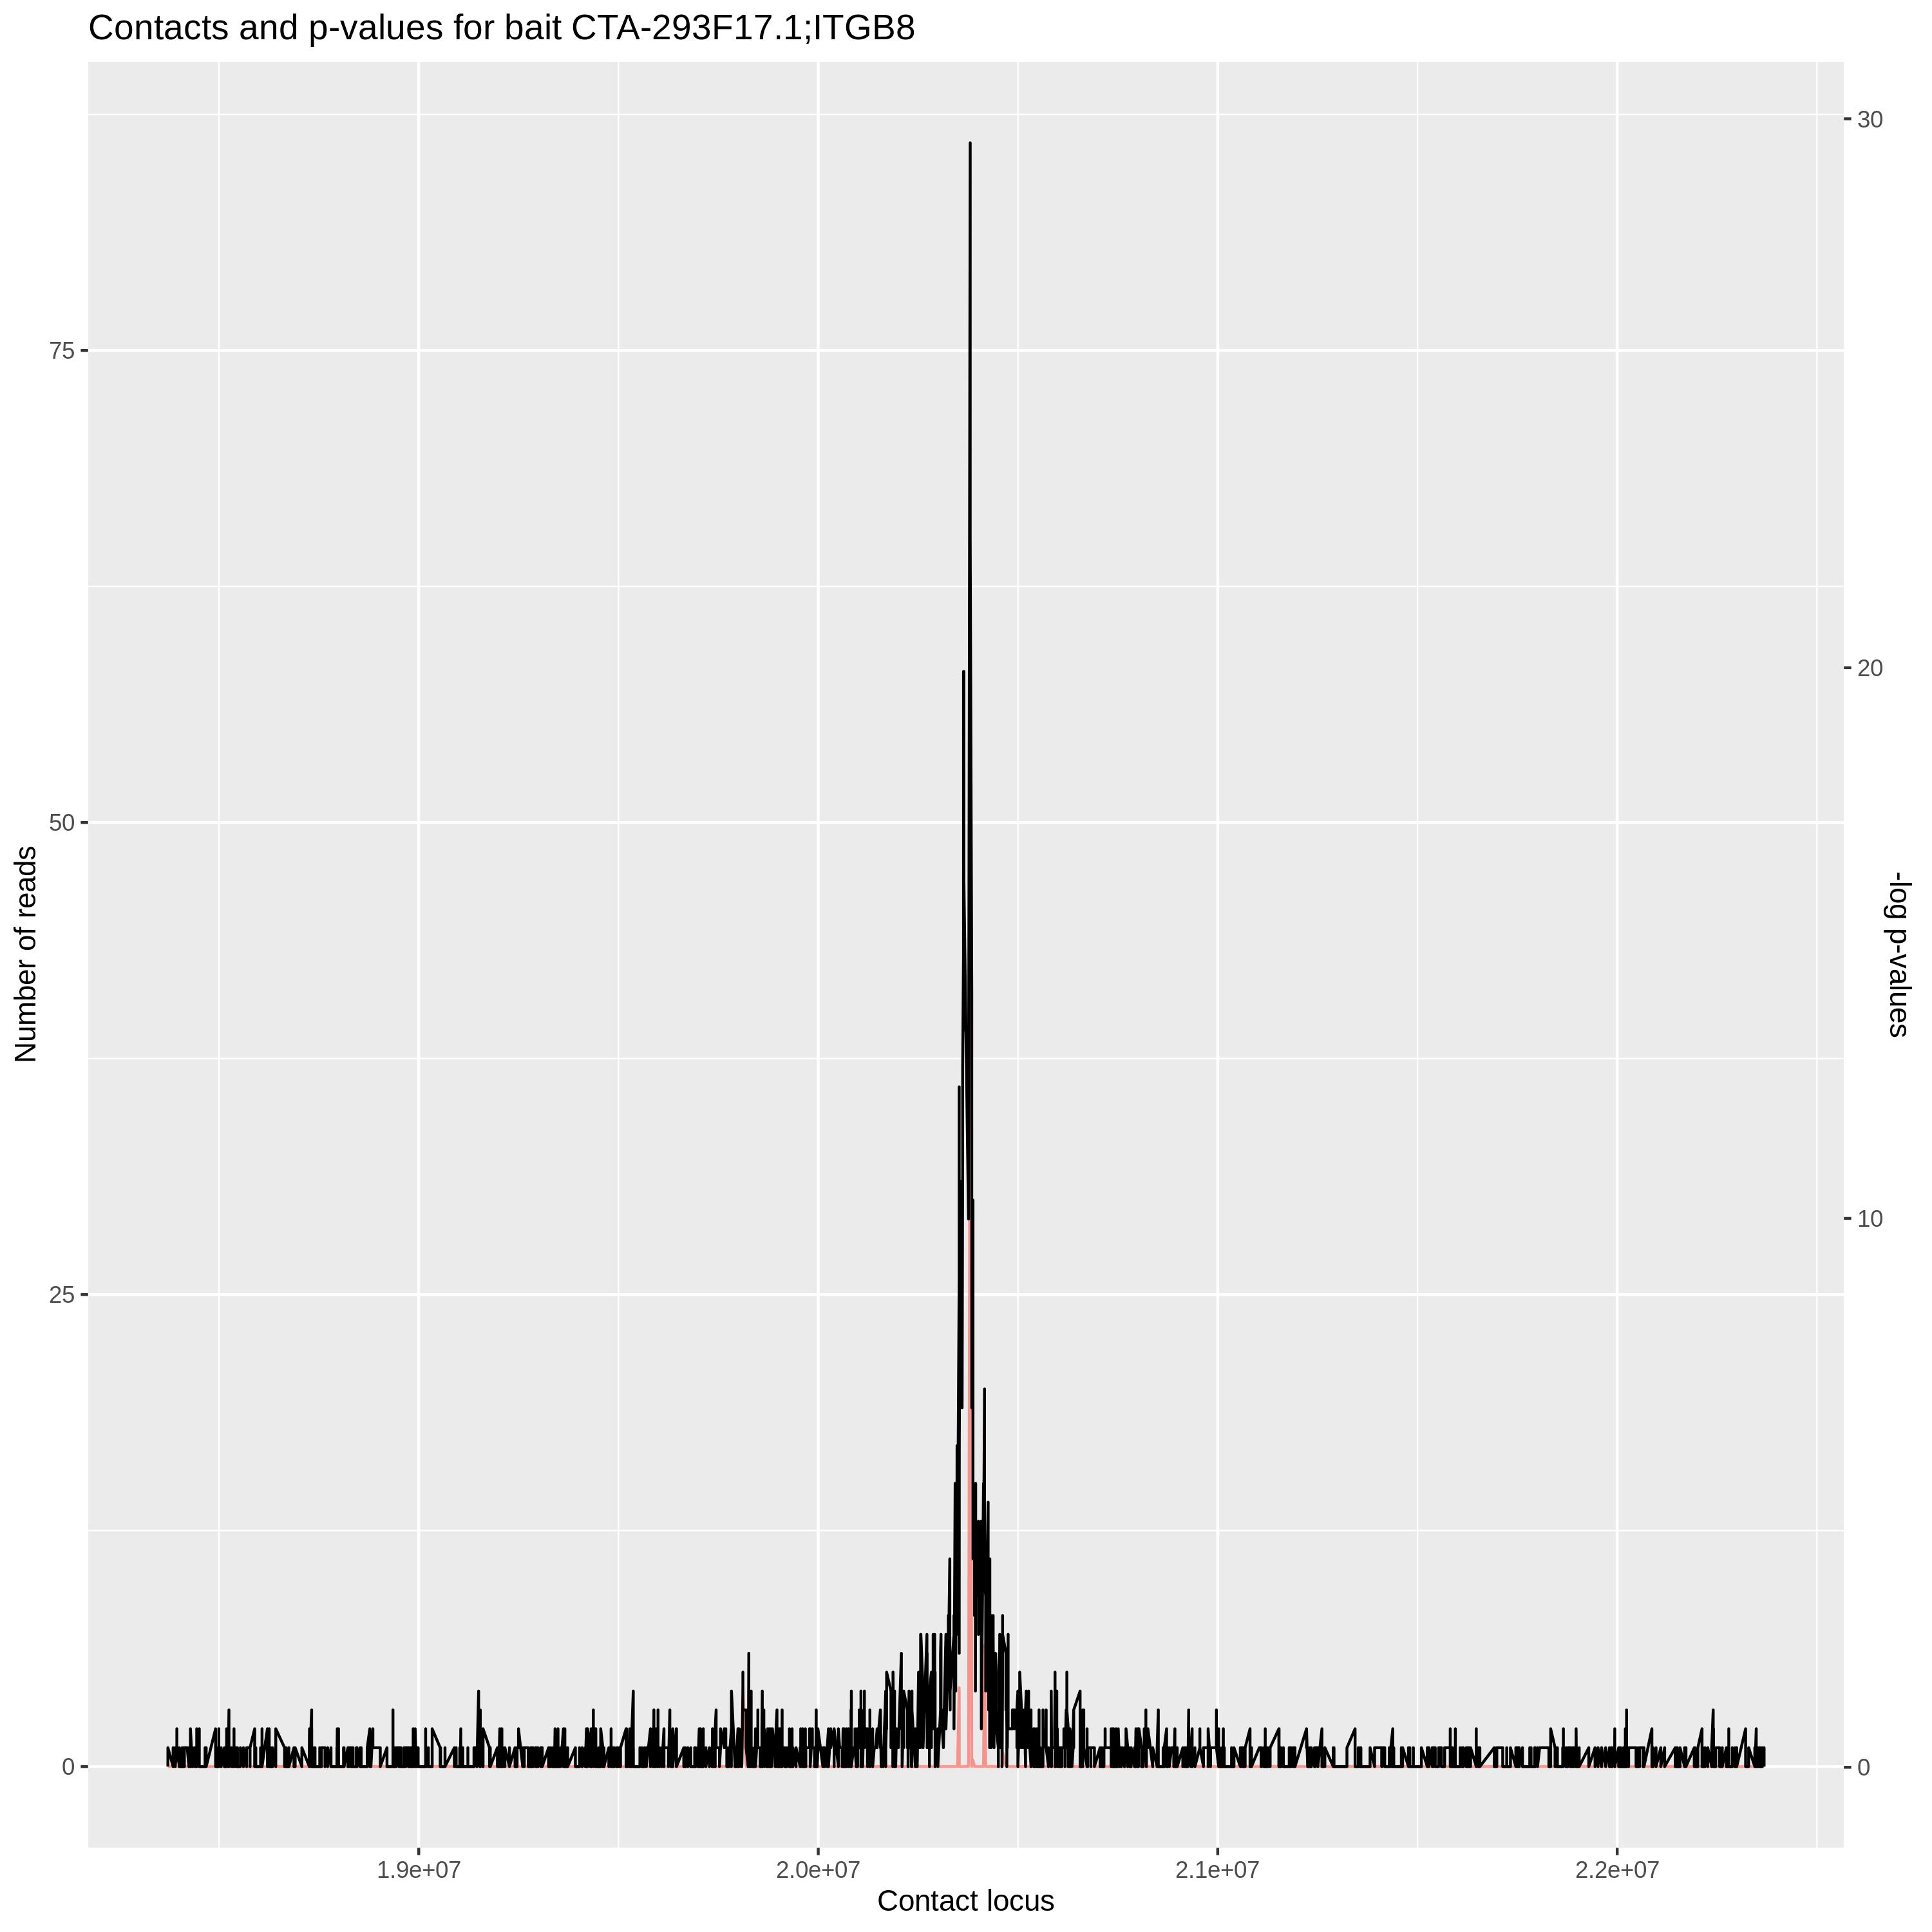 Contacts and p-values for bait CTA-293F17.1;ITGB8
30
75
20
50
Number of reads
-log p-values
10
25
0
0
1.9e+07
2.0e+07
2.1e+07
2.2e+07
Contact locus